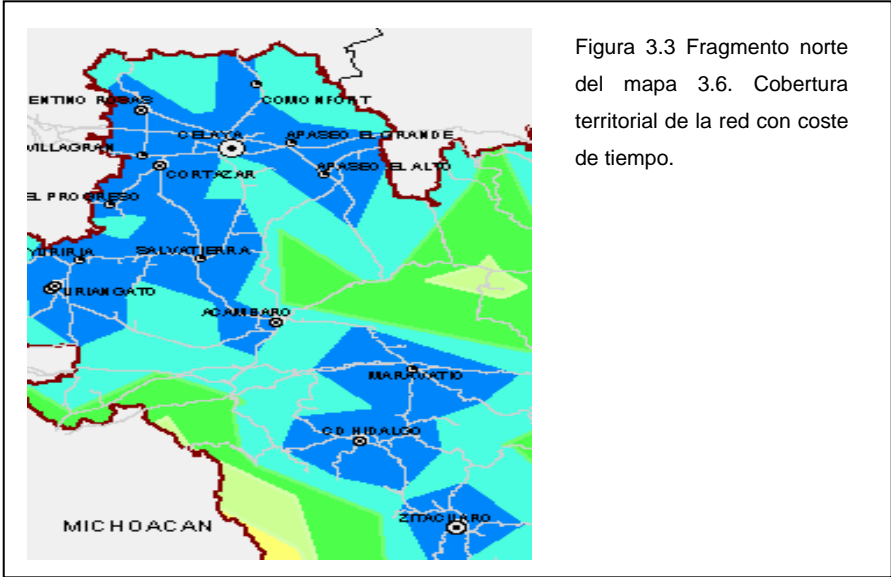 Figura 3.3 Fragmento norte
del mapa 3.6. Cobertura
territorial de la red con coste
de tiempo.
COMONFORT
CELAYA
APASEO EL GRANDE
VILLAGRAN
APASEO EL ALTO
CORTAZAR
EL PROGRESO
YURIRIA
SALVATIERRA
URIANGATO
ACAMBARO
MARAVATIO
CD HIDALGO
ZITACUARO
MICHOACAN